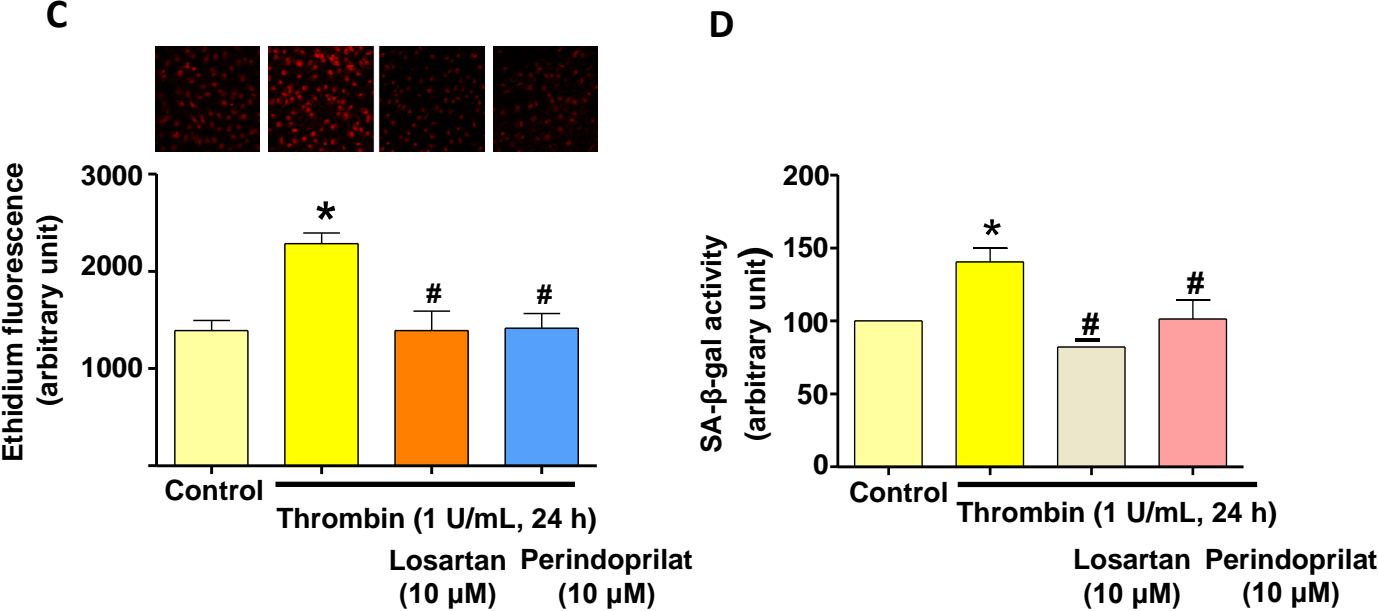 C
Ethidium fluorescence
(arbitrary unit)
3000
2000
1000
*
#
#
Control
Thrombin (1 U/mL, 24 h)
Losartan
(10 µM)
Perindoprilat
(10 µM)
D
SA-β-gal activity
(arbitrary unit)
200
150
100
50
0
*
#
#
Control
Thrombin (1 U/mL, 24 h)
Losartan
(10 µM)
Perindoprilat
(10 µM)